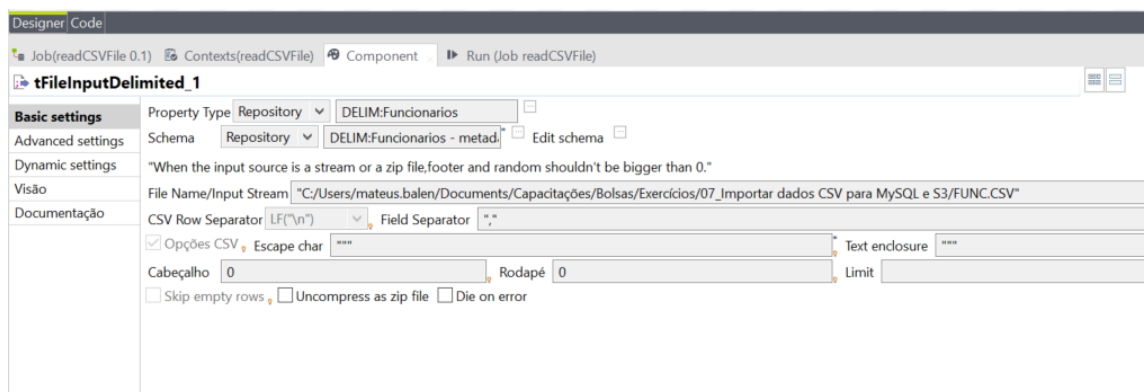 Designer Code
Job(readCSVFile 0.1) Contexts(readCSVFile) Component Run (Job readCSVFile)
tFileInputDelimited_1
Basic settings
Advanced settings
Dynamic settings
Visão
Documentação
Property Type Repository DELIM:Funcionarios
Schema Repository DELIM:Funcionarios - metad Edit schema
"When the input source is a stream or a zip file,footer and random shouldn't be bigger than 0."
File Name/Input Stream "C:/Users/mateus.balen/Documents/Capacitações/Bolsas/Exercícios/07_Importar dados CSV para MySQL e S3/FUNC.CSV"
CSV Row Separator LF("\n") Field Separator ","
Opções CSV Escape char """ Text enclosure """
Cabeçalho 0 Rodapé 0 Limit
Skip empty rows Uncompress as zip file Die on error